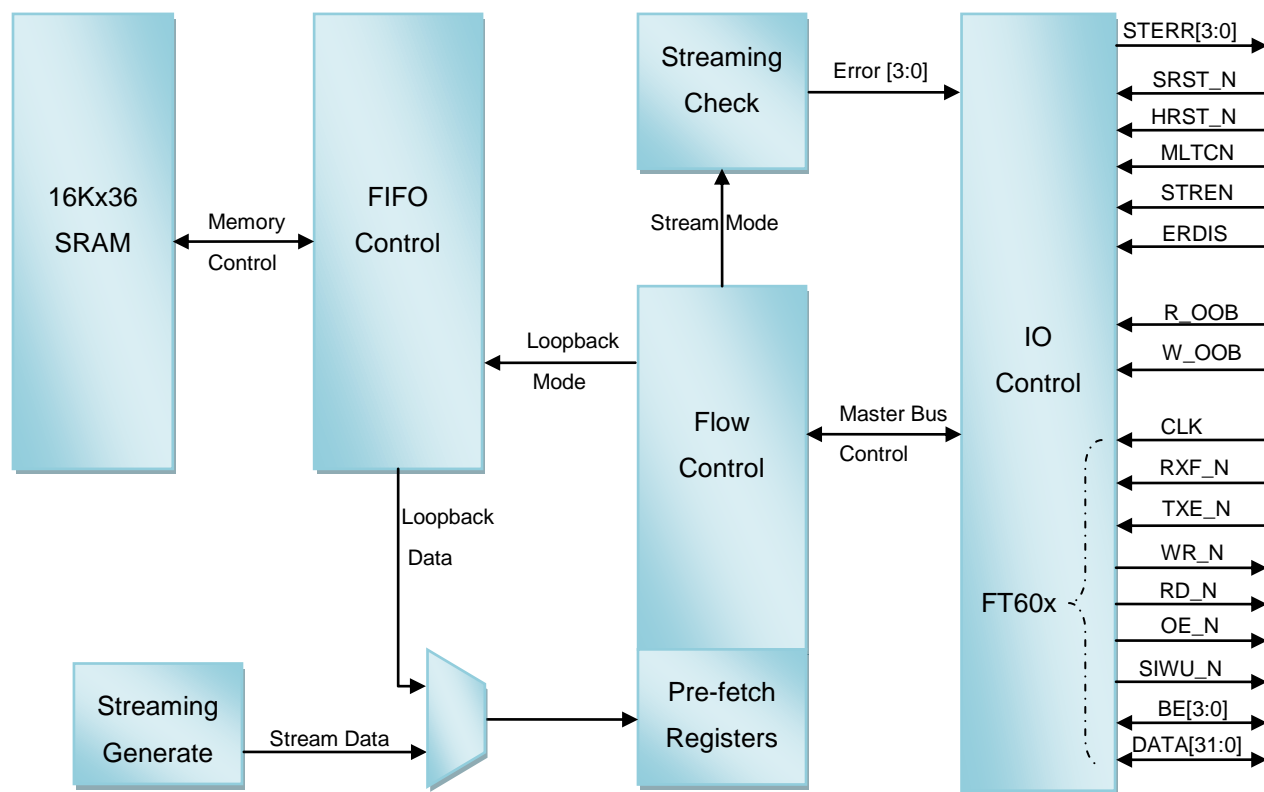 16Kx36
SRAM
Memory
Control
FIFO
Control
Loopback
Mode
Loopback
Data
Streaming
Generate
Stream Data
Streaming
Check
Error [3:0]
Stream Mode
Flow
Control
Pre-fetch
Registers
Master Bus
Control
IO
Control
FT60x
STERR[3:0]
SRST_N
HRST_N
MLTCN
STREN
ERDIS
R_OOB
W_OOB
CLK
RXF_N
TXE_N
WR_N
RD_N
OE_N
SIWU_N
BE[3:0]
DATA[31:0]